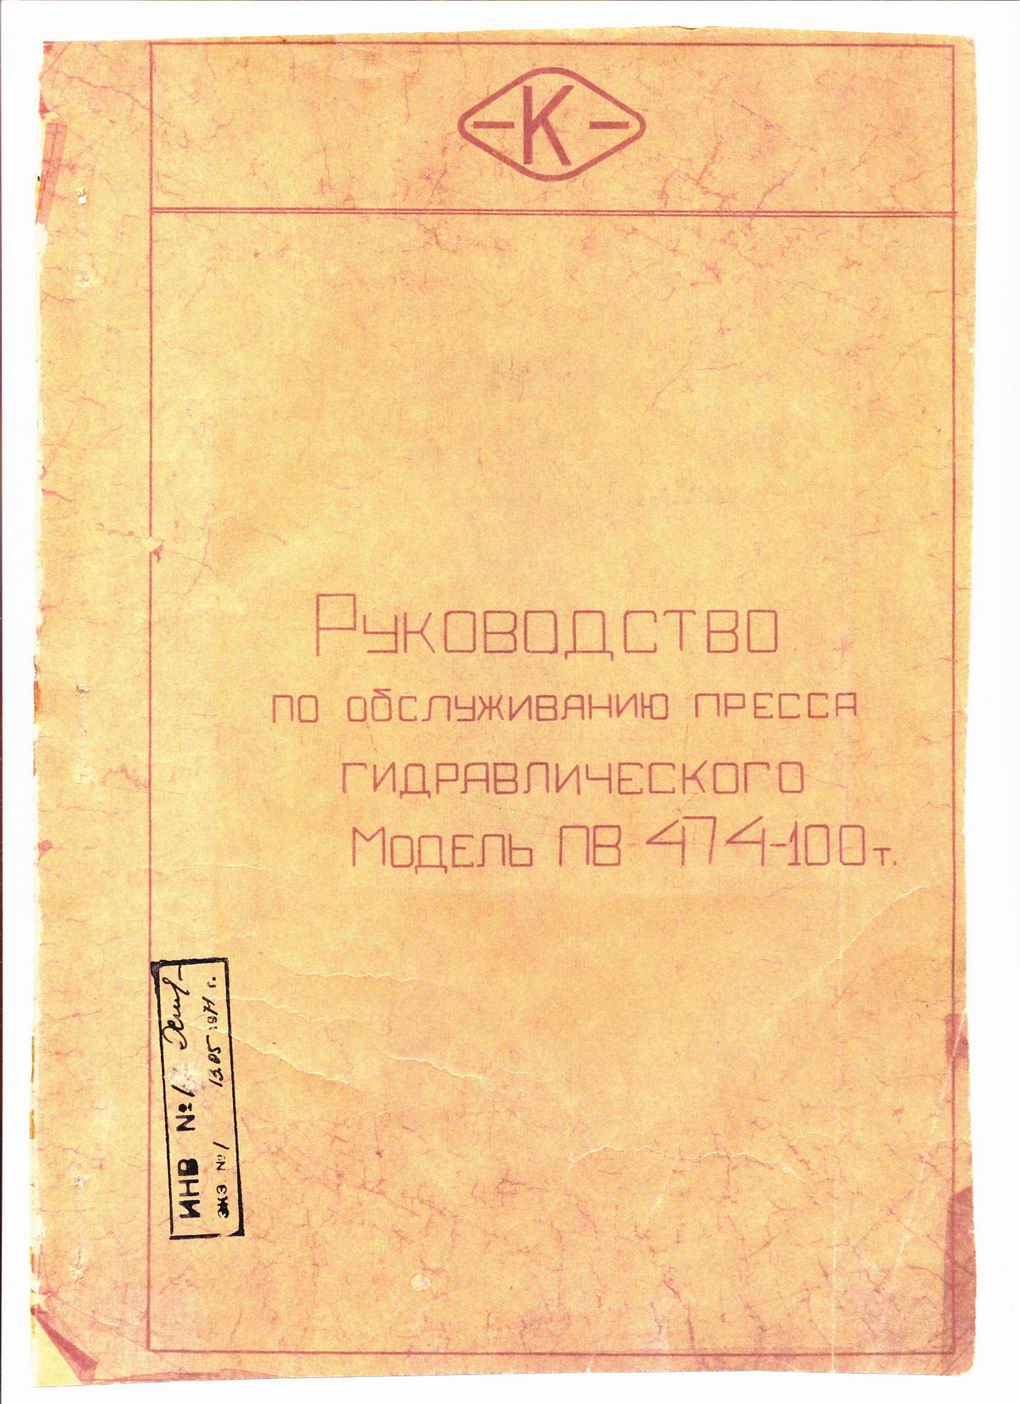 К
Руководство
по обслуживанию пресса
гидравлического
Модель ПВ 474-100т.
ИНВ №1
экз. №1 13.05 1971 г.